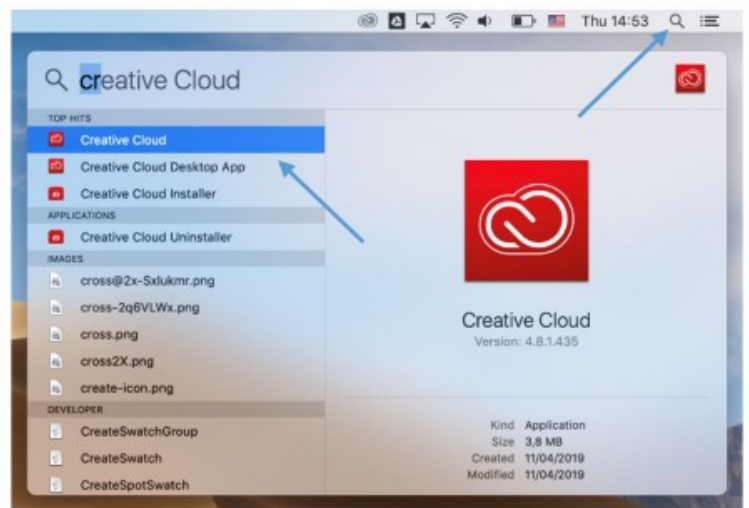 Thu 14:53
creative Cloud
TOP HITS
Creative Cloud
Creative Cloud Desktop App
Creative Cloud Installer
APPLICATIONS
Creative Cloud Uninstaller
IMAGES
cross@2x-Sxlukmr.png
cross-2q6VLWx.png
cross.png
cross2X.png
create-icon.png
DEVELOPER
CreateSwatchGroup
CreateSwatch
CreateSpotSwatch
Creative Cloud
Version: 4.8.1.435
Kind Application
Size 3,8 MB
Created 11/04/2019
Modified 11/04/2019